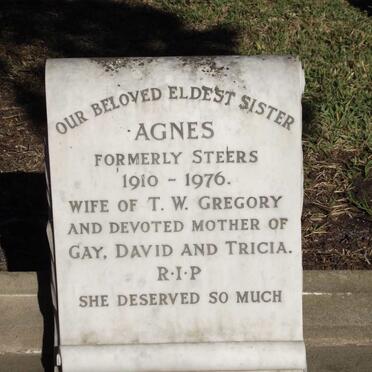 OUR BELOVED ELDEST SISTER
AGNES
FORMERLY STEERS
1910 - 1976.
WIFE OF T. W. GREGORY
AND DEVOTED MOTHER OF
GAY, DAVID AND TRICIA.
R·I·P
SHE DESERVED SO MUCH